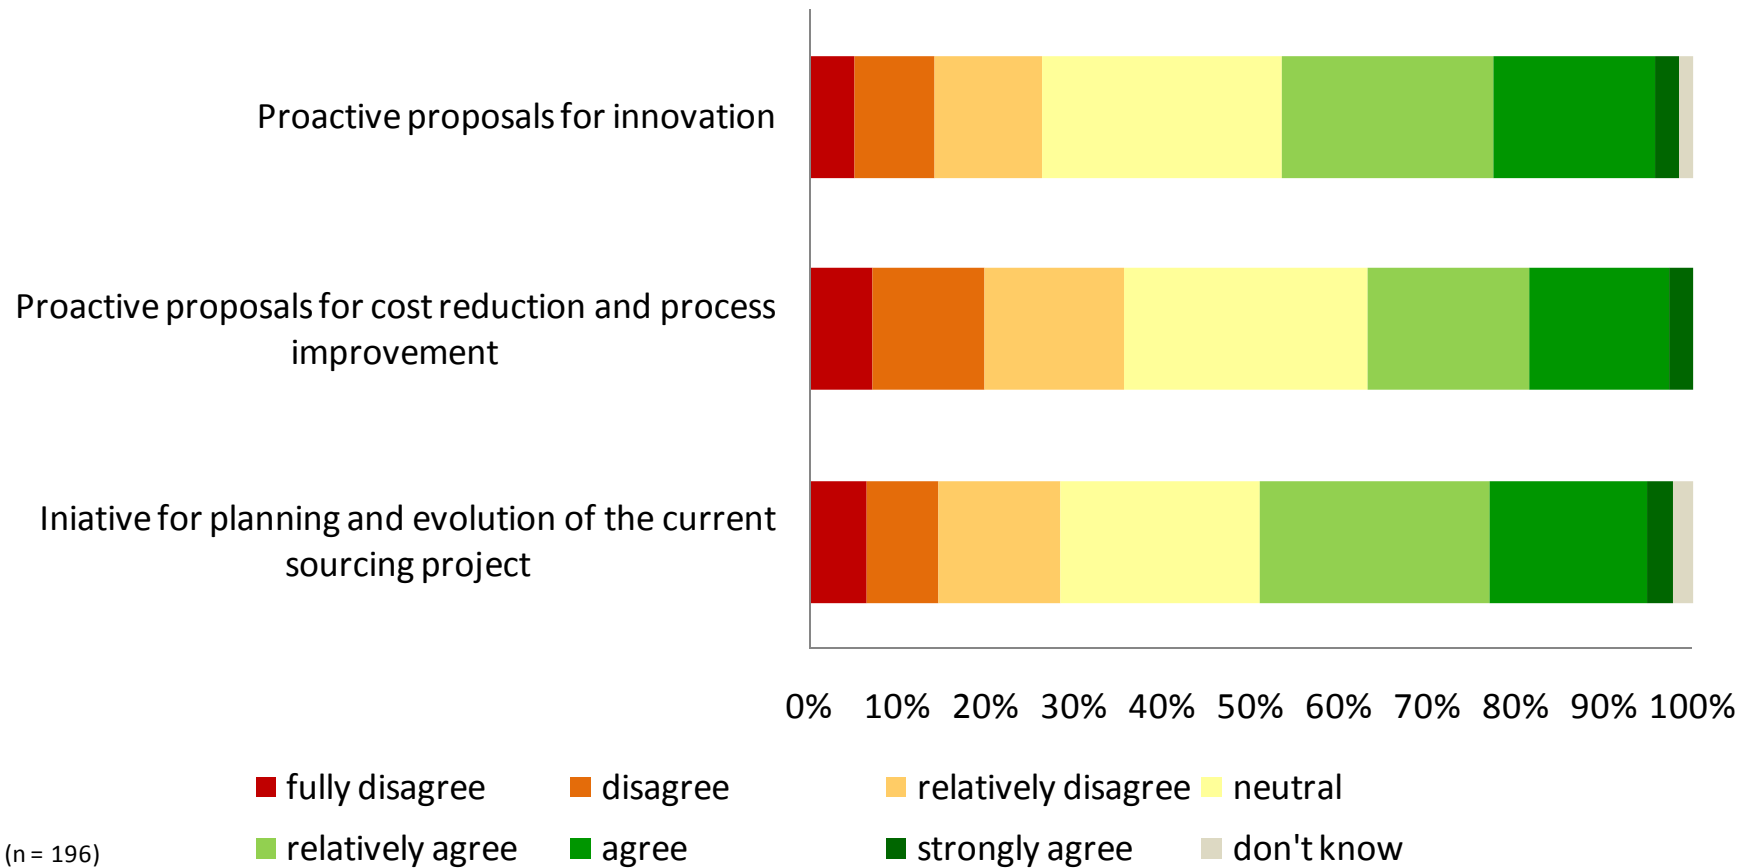 Proactive proposals for innovation
Proactive proposals for cost reduction and process
improvement
Iniative for planning and evolution of the current
sourcing project
0% 10% 20% 30% 40% 50% 60% 70% 80% 90% 100%
fully disagree disagree relatively disagree neutral
relatively agree agree strongly agree don't know
(n = 196)